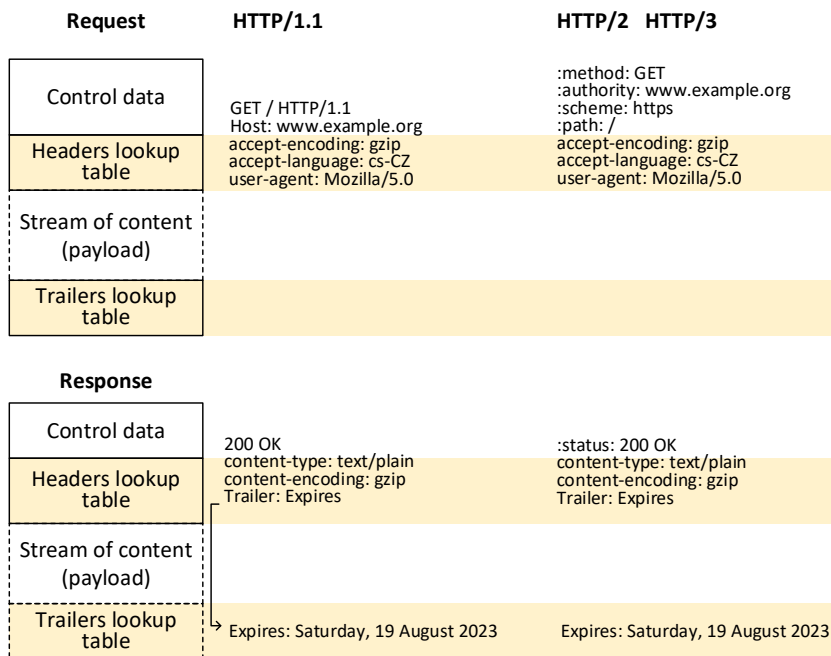 Request HTTP/1.1 HTTP/2 HTTP/3
Control data
GET / HTTP/1.1
Host: www.example.org
:method: GET
:authority: www.example.org
:scheme: https
:path: /
Headers lookup
table
accept-encoding: gzip
accept-language: cs-CZ
user-agent: Mozilla/5.0
accept-encoding: gzip
accept-language: cs-CZ
user-agent: Mozilla/5.0
Stream of content
(payload)
Trailers lookup
table
Response
Control data
200 OK
:status: 200 OK
Headers lookup
table
content-type: text/plain
content-encoding: gzip
Trailer: Expires
content-type: text/plain
content-encoding: gzip
Trailer: Expires
Stream of content
(payload)
Trailers lookup
table
Expires: Saturday, 19 August 2023
Expires: Saturday, 19 August 2023